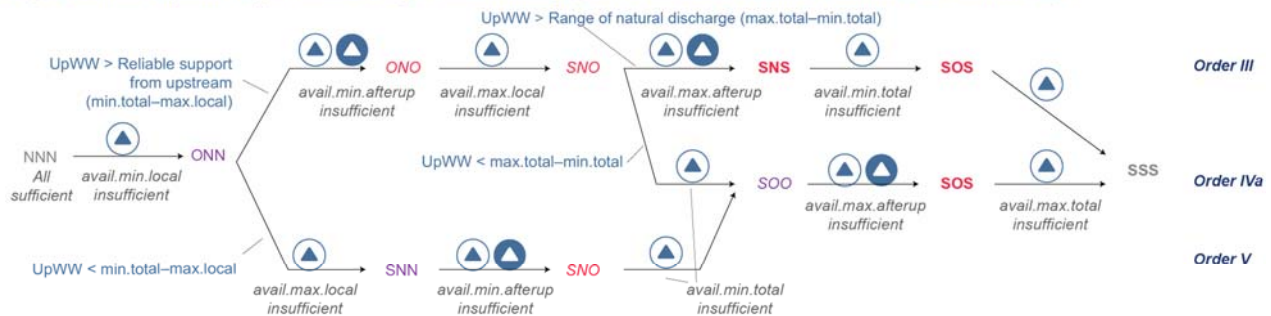 UpWW > Range of natural discharge (max.total–min.total)
UpWW > Reliable support
from upstream
(min.total–max.local)
ONO
SNO
SNS
SOS
Order III
avail.min.afterup
insufficient
avail.max.local
insufficient
avail.max.afterup
insufficient
avail.min.total
insufficient
NNN
All
sufficient
avail.min.local
insufficient
ONN
UpWW < max.total–min.total
SOO
avail.max.afterup
insufficient
SOS
avail.max.total
insufficient
SSS
Order IVa
UpWW < min.total–max.local
avail.max.local
insufficient
SNN
avail.min.afterup
insufficient
SNO
avail.min.total
insufficient
Order V